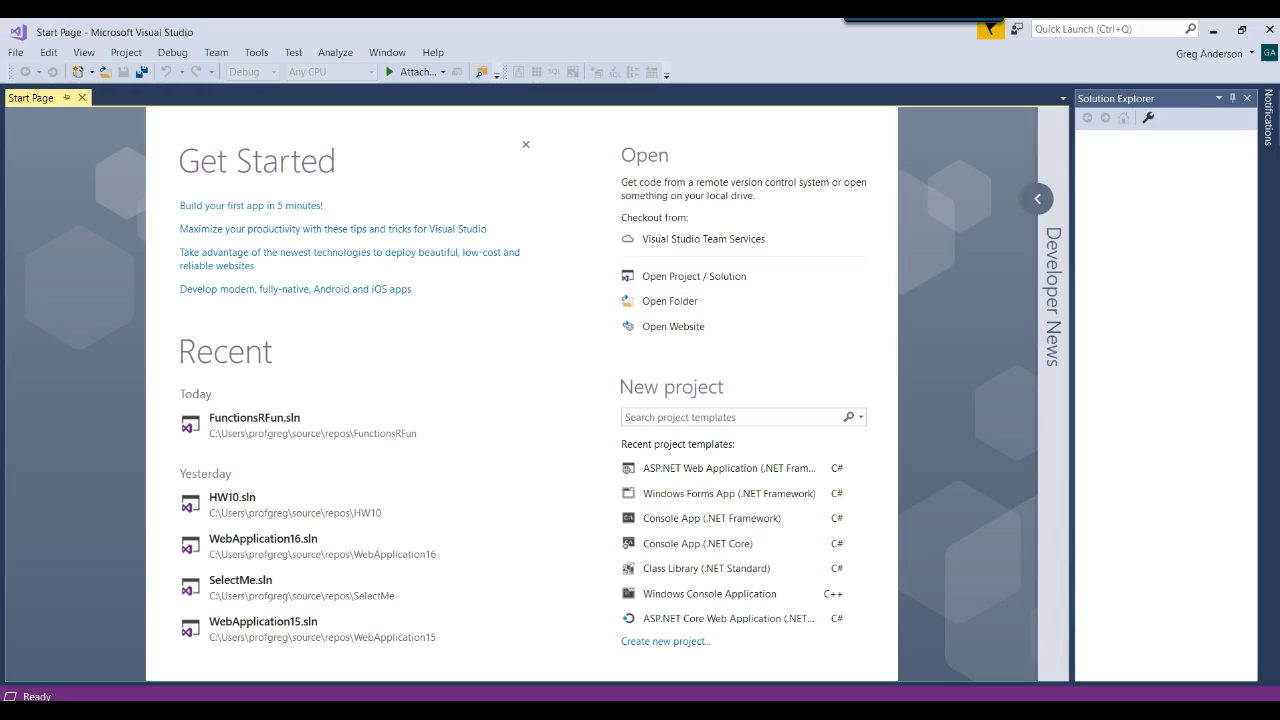 Start Page - Microsoft Visual Studio
Quick Launch (Ctrl+Q)
File Edit View Project Debug Team Tools Test Analyze Window Help
Greg Anderson GA
Debug Any CPU Attach...
Start Page
Solution Explorer
Notifications
Get Started
Build your first app in 5 minutes!
Maximize your productivity with these tips and tricks for Visual Studio
Take advantage of the newest technologies to deploy beautiful, low-cost and
reliable websites
Develop modern, fully-native, Android and iOS apps
Recent
Today
FunctionsRFun.sln
C:\Users\profgreg\source\repos\FunctionsRFun
Yesterday
HW10.sln
C:\Users\profgreg\source\repos\HW10
WebApplication16.sln
C:\Users\profgreg\source\repos\WebApplication16
SelectMe.sln
C:\Users\profgreg\source\repos\SelectMe
WebApplication15.sln
C:\Users\profgreg\source\repos\WebApplication15
Open
Get code from a remote version control system or open
something on your local drive.
Checkout from:
Visual Studio Team Services
Open Project / Solution
Open Folder
Open Website
New project
Search project templates
Recent project templates:
ASP.NET Web Application (.NET Fram... C#
Windows Forms App (.NET Framework) C#
Console App (.NET Framework) C#
Console App (.NET Core) C#
Class Library (.NET Standard) C#
Windows Console Application C++
ASP.NET Core Web Application (.NET... C#
Create new project...
Developer News
Ready